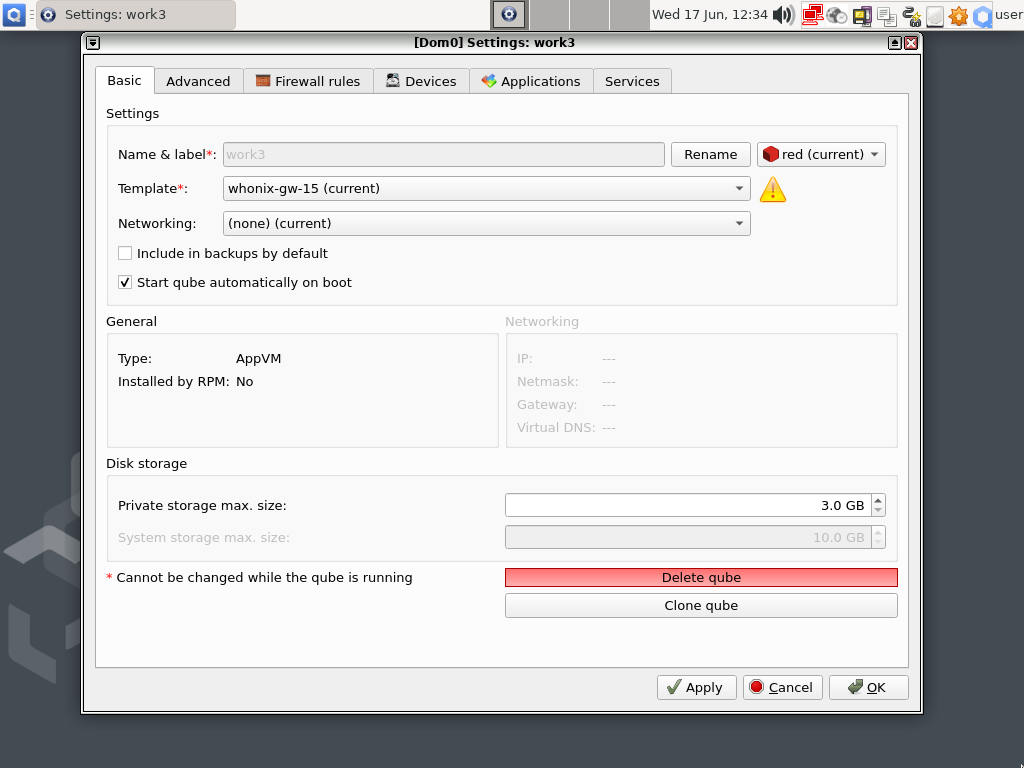 Settings: work3
Wed 17 Jun, 12:34
user
[Dom0] Settings: work3
Basic
Advanced
Firewall rules
Devices
Applications
Services
Settings
Name & label*:
work3
Rename
red (current)
Template*:
whonix-gw-15 (current)
Networking:
(none) (current)
Include in backups by default
Start qube automatically on boot
General
Networking
Type: AppVM
IP: ---
Installed by RPM: No
Netmask: ---
Gateway: ---
Virtual DNS: ---
Disk storage
Private storage max. size:
3.0 GB
System storage max. size:
10.0 GB
* Cannot be changed while the qube is running
Delete qube
Clone qube
Apply
Cancel
OK